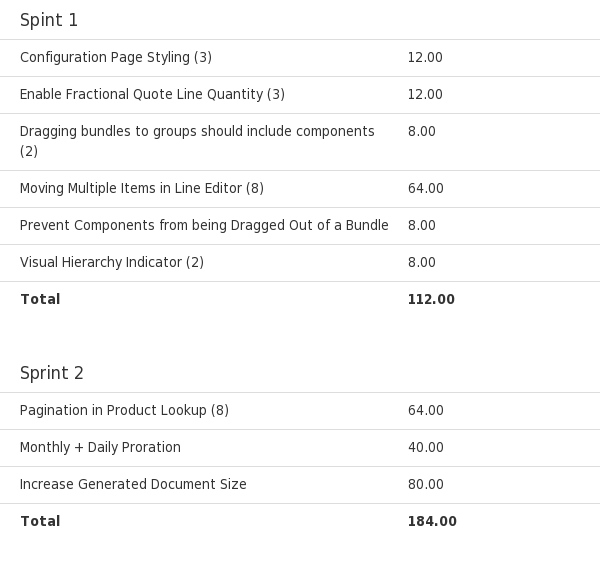 Spint 1
Configuration Page Styling (3) 12.00
Enable Fractional Quote Line Quantity (3) 12.00
Dragging bundles to groups should include components 8.00
(2)
Moving Multiple Items in Line Editor (8) 64.00
Prevent Components from being Dragged Out of a Bundle 8.00
Visual Hierarchy Indicator (2) 8.00
Total 112.00
Sprint 2
Pagination in Product Lookup (8) 64.00
Monthly + Daily Proration 40.00
Increase Generated Document Size 80.00
Total 184.00